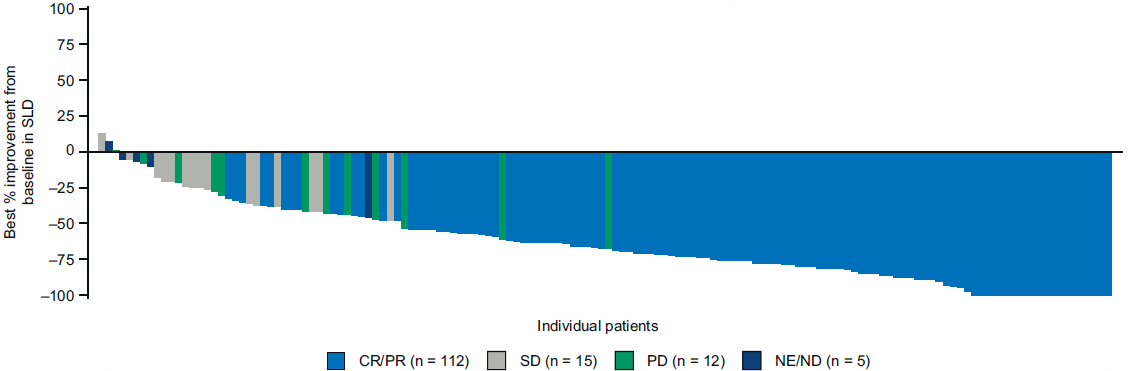 Best % improvement from
baseline in SLD
100
75
50
25
0
–25
–50
–75
–100
Individual patients
CR/PR (n = 112) SD (n = 15) PD (n = 12) NE/ND (n = 5)